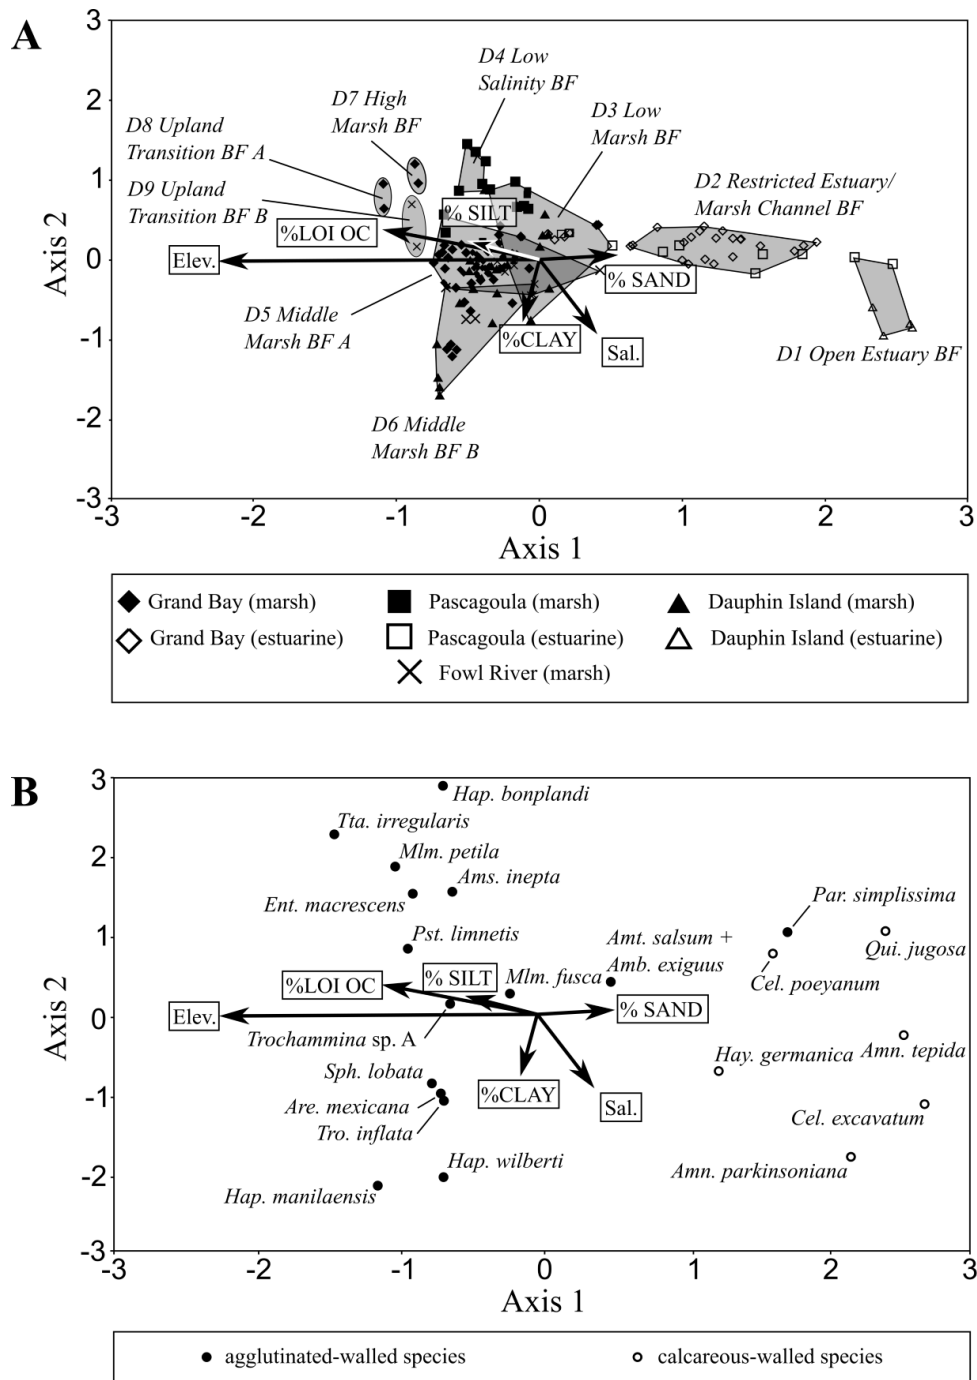 A
3
2
1
0
-1
-2
-3
Axis 2
D4 Low
Salinity BF
D7 High
Marsh BF
D3 Low
Marsh BF
D8 Upland
Transition BF A
D9 Upland
Transition BF B
D2 Restricted Estuary/
Marsh Channel BF
% SILT
%LOI OC
Elev.
% SAND
%CLAY
Sal.
D5 Middle
Marsh BF A
D1 Open Estuary BF
D6 Middle
Marsh BF B
-3
-2
-1
0
1
2
3
Axis 1
Grand Bay (marsh)
Pascagoula (marsh)
Dauphin Island (marsh)
Grand Bay (estuarine)
Pascagoula (estuarine)
Dauphin Island (estuarine)
Fowl River (marsh)
B
3
2
1
0
-1
-2
-3
Axis 2
Hap. bonplandi
Tta. irregularis
Mlm. petila
Ams. inepta
Ent. macrescens
Par. simplissima
Pst. limnetis
Amt. salsum +
Amb. exiguus
Qui. jugosa
Cel. poeyanum
%LOI OC
% SILT
Mlm. fusca
Elev.
% SAND
Trochammina sp. A
Hay. germanica
Amn. tepida
Sph. lobata
%CLAY
Sal.
Are. mexicana
Cel. excavatum
Tro. inflata
Hap. wilberti
Amn. parkinsoniana
Hap. manilaensis
-3
-2
-1
0
1
2
3
Axis 1
agglutinated-walled species
calcareous-walled species